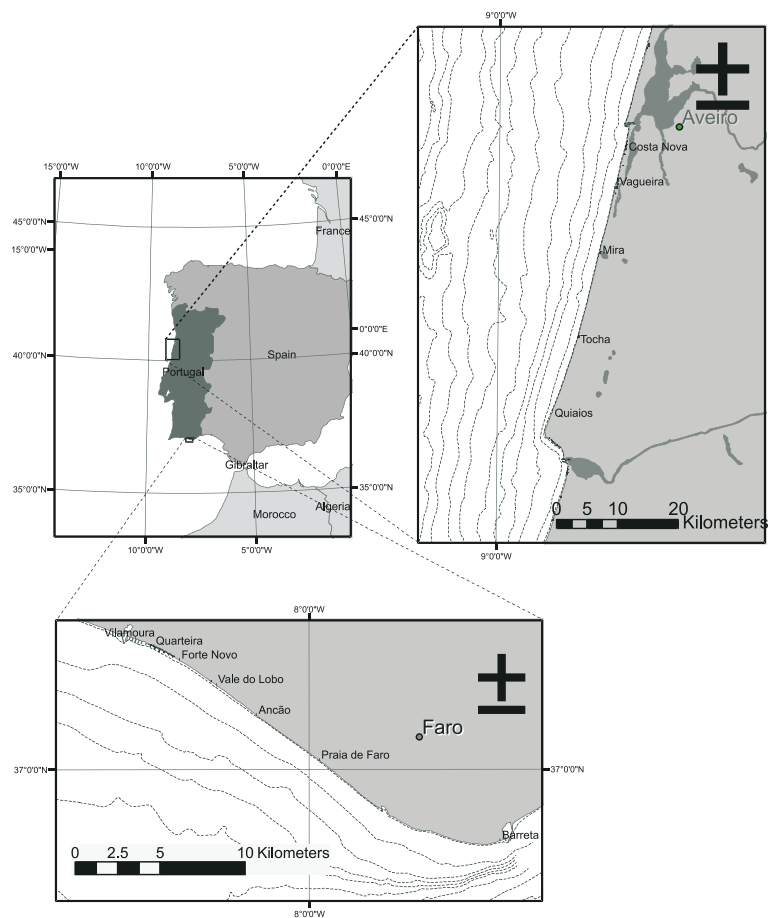 9°0'0"W
Aveiro
Costa Nova
Vagueira
Mira
Tocha
Quiaios
0 5 10 20
Kilometers
9°0'0"W
15°0'0"W 10°0'0"W 5°0'0"W 0°0'0"E
45°0'0"N
45°0'0"N
France
15°0'0"W
0°0'0"E
40°0'0"N
40°0'0"N
Spain
Portugal
Gibraltar
35°0'0"N
35°0'0"N
Algeria
Morocco
10°0'0"W 5°0'0"W
8°0'0"W
Vilamoura
Quarteira
Forte Novo
Vale do Lobo
Ancão
Faro
Praia de Faro
37°0'0"N
37°0'0"N
Barreta
0 2.5 5 10 Kilometers
8°0'0"W